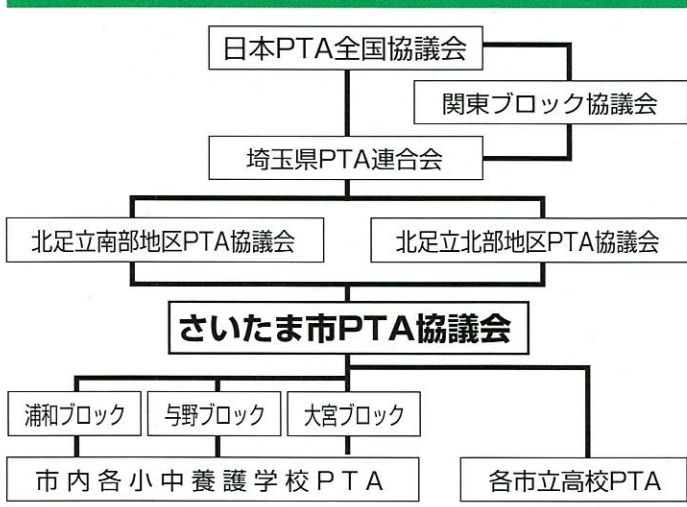 日本PTA全国協議会
関東ブロック協議会
埼玉県PTA連合会
北足立南部地区PTA協議会
北足立北部地区PTA協議会
さいたま市PTA協議会
浦和ブロック
与野ブロック
大宮ブロック
市内各小中養護学校PTA
各市立高校PTA